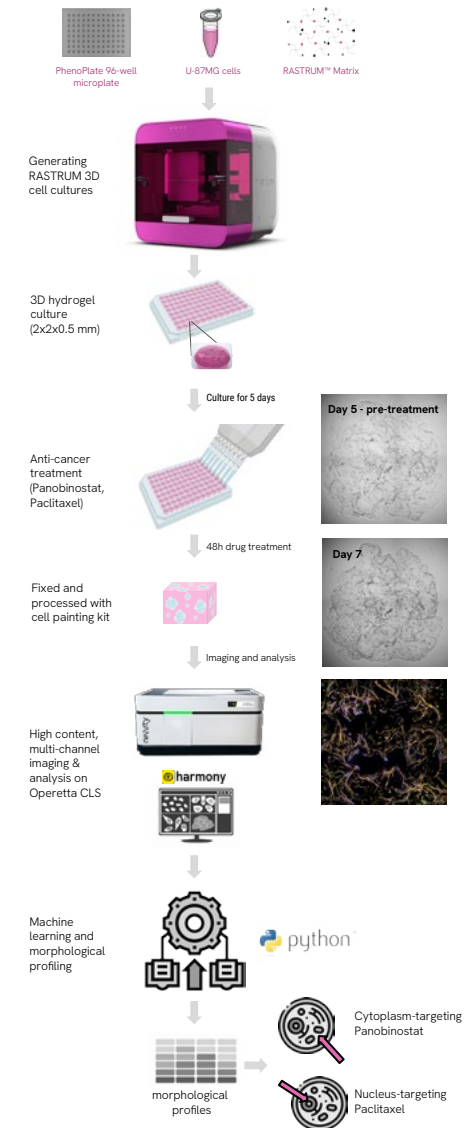 PhenoPlate 96-well
microplate
U-87MG cells
RASTRUM™ Matrix
Generating
RASTRUM 3D
cell cultures
3D hydrogel
culture
(2x2x0.5 mm)
Culture for 5 days
Day 5 - pre-treatment
Anti-cancer
treatment
(Panobinostat,
Paclitaxel)
48h drug treatment
Day 7
Fixed and
processed with
cell painting kit
Imaging and analysis
revvity
High content,
multi-channel
imaging &
analysis on
Operetta CLS
harmony
Machine
learning and
morphological
profiling
python™
Cytoplasm-targeting
Panobinostat
morphological
profiles
Nucleus-targeting
Paclitaxel